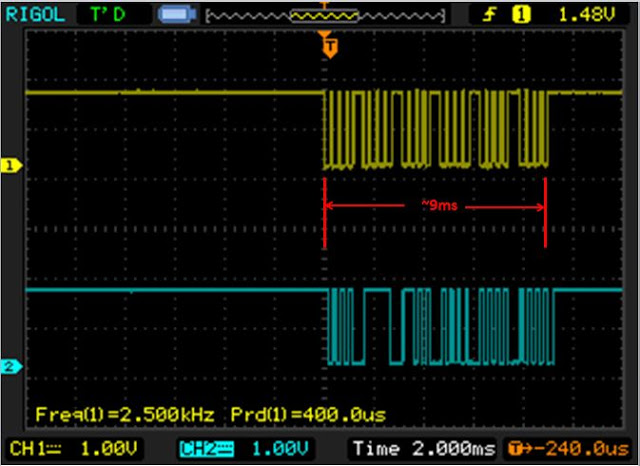 RIGOL T'D T 1 1.48V
T
1
~9ms
2
Freq(1)=2.500kHz Prd(1)=400.0us
CH1 1.00V CH2 1.00V Time 2.000ms T→-240.0us